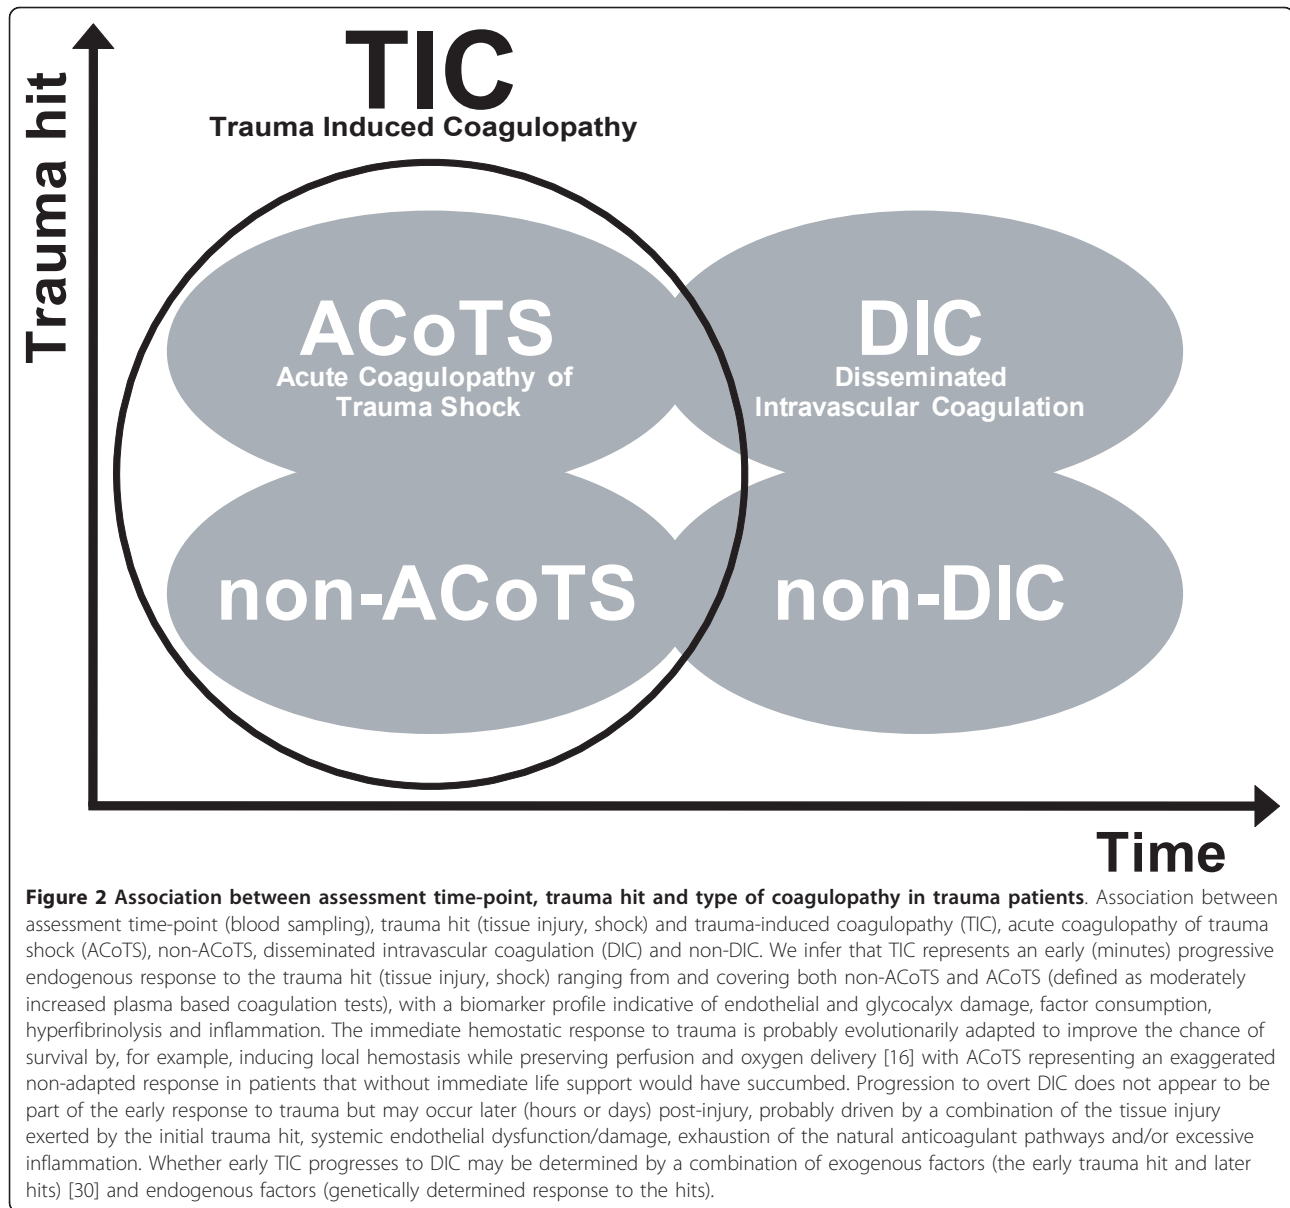 TIC
Trauma Induced Coagulopathy
Trauma hit
ACoTS
Acute Coagulopathy of
Trauma Shock
DIC
Disseminated
Intravascular Coagulation
non-ACoTS
non-DIC
Time
Figure 2 Association between assessment time-point, trauma hit and type of coagulopathy in trauma patients. Association between
assessment time-point (blood sampling), trauma hit (tissue injury, shock) and trauma-induced coagulopathy (TIC), acute coagulopathy of trauma
shock (ACoTS), non-ACoTS, disseminated intravascular coagulation (DIC) and non-DIC. We infer that TIC represents an early (minutes) progressive
endogenous response to the trauma hit (tissue injury, shock) ranging from and covering both non-ACoTS and ACoTS (defined as moderately
increased plasma based coagulation tests), with a biomarker profile indicative of endothelial and glycocalyx damage, factor consumption,
hyperfibrinolysis and inflammation. The immediate hemostatic response to trauma is probably evolutionarily adapted to improve the chance of
survival by, for example, inducing local hemostasis while preserving perfusion and oxygen delivery [16] with ACoTS representing an exaggerated
non-adapted response in patients that without immediate life support would have succumbed. Progression to overt DIC does not appear to be
part of the early response to trauma but may occur later (hours or days) post-injury, probably driven by a combination of the tissue injury
exerted by the initial trauma hit, systemic endothelial dysfunction/damage, exhaustion of the natural anticoagulant pathways and/or excessive
inflammation. Whether early TIC progresses to DIC may be determined by a combination of exogenous factors (the early trauma hit and later
hits) [30] and endogenous factors (genetically determined response to the hits).